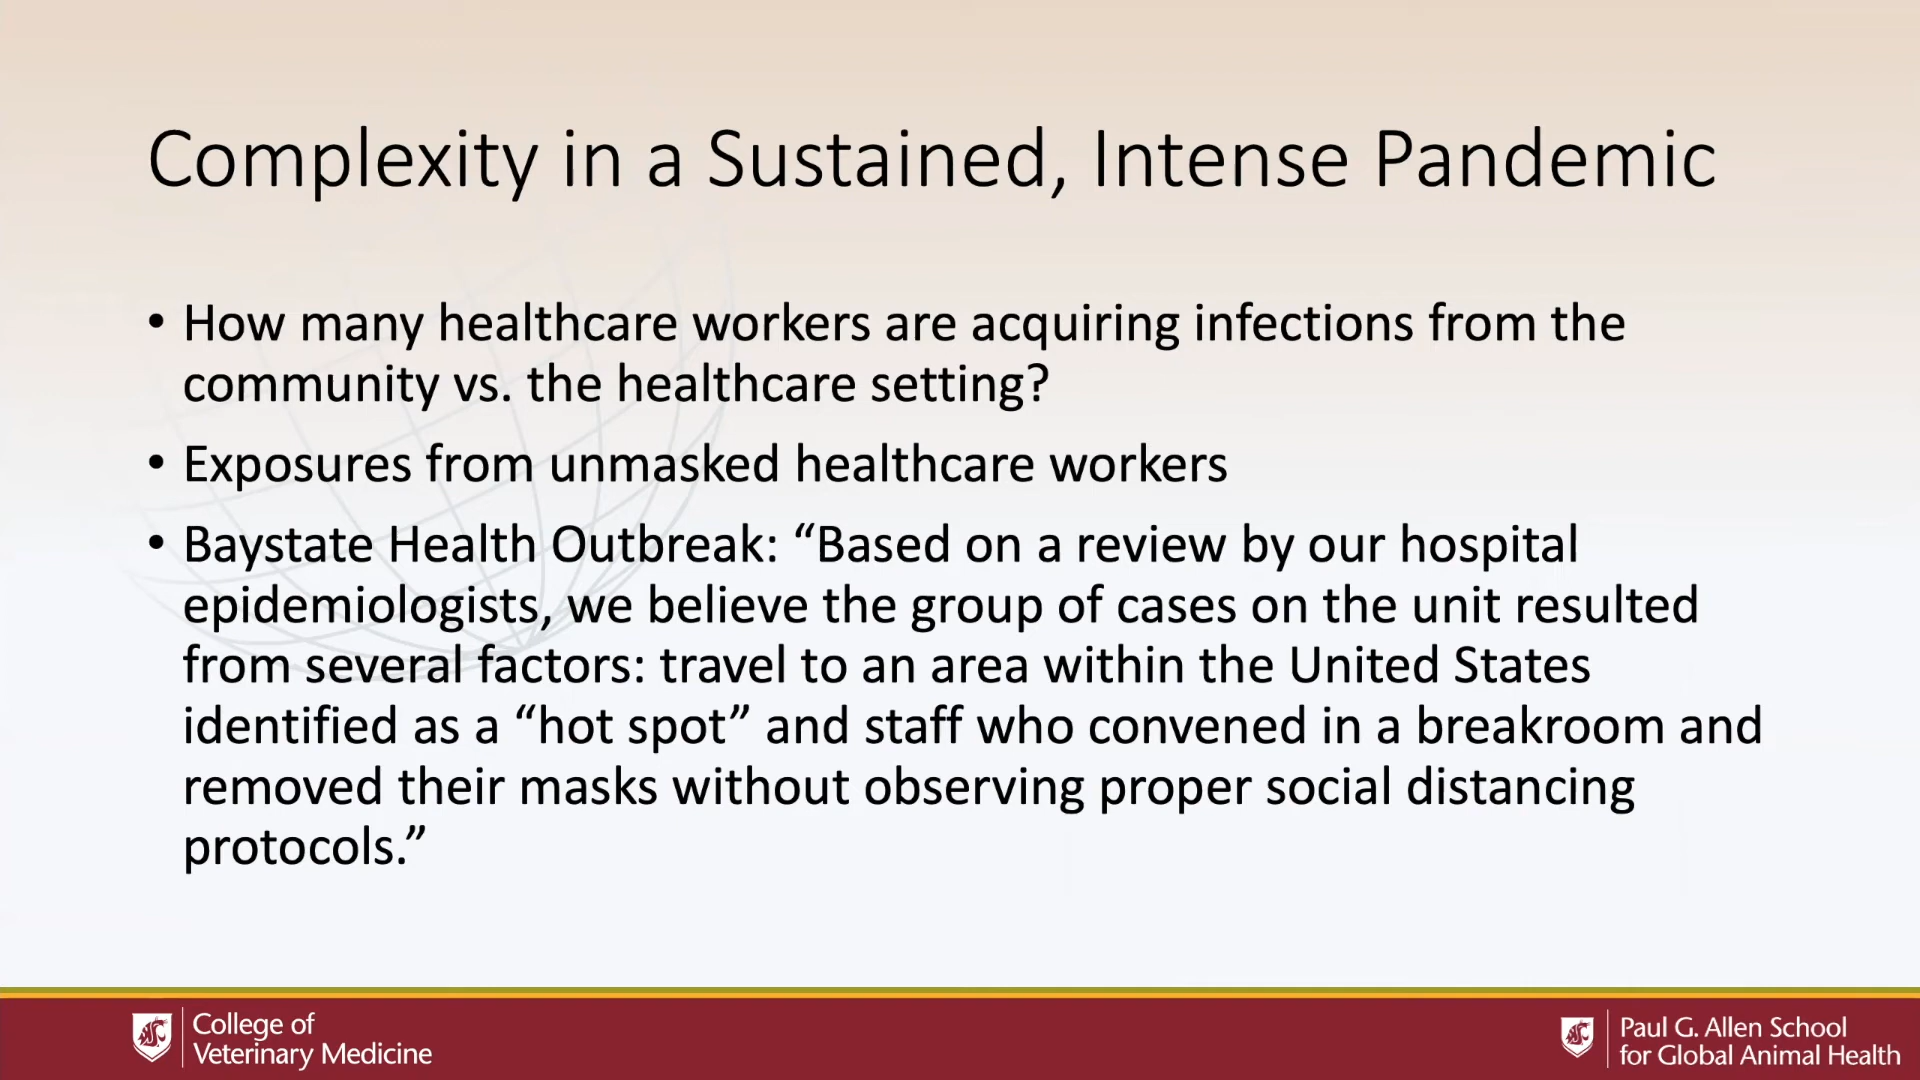 Complexity in a Sustained, Intense Pandemic
• How many healthcare workers are acquiring infections from the
community vs. the healthcare setting?
• Exposures from unmasked healthcare workers
• Baystate Health Outbreak: “Based on a review by our hospital
epidemiologists, we believe the group of cases on the unit resulted
from several factors: travel to an area within the United States
identified as a “hot spot” and staff who convened in a breakroom and
removed their masks without observing proper social distancing
protocols.”
College of
Veterinary Medicine
Paul G. Allen School
for Global Animal Health